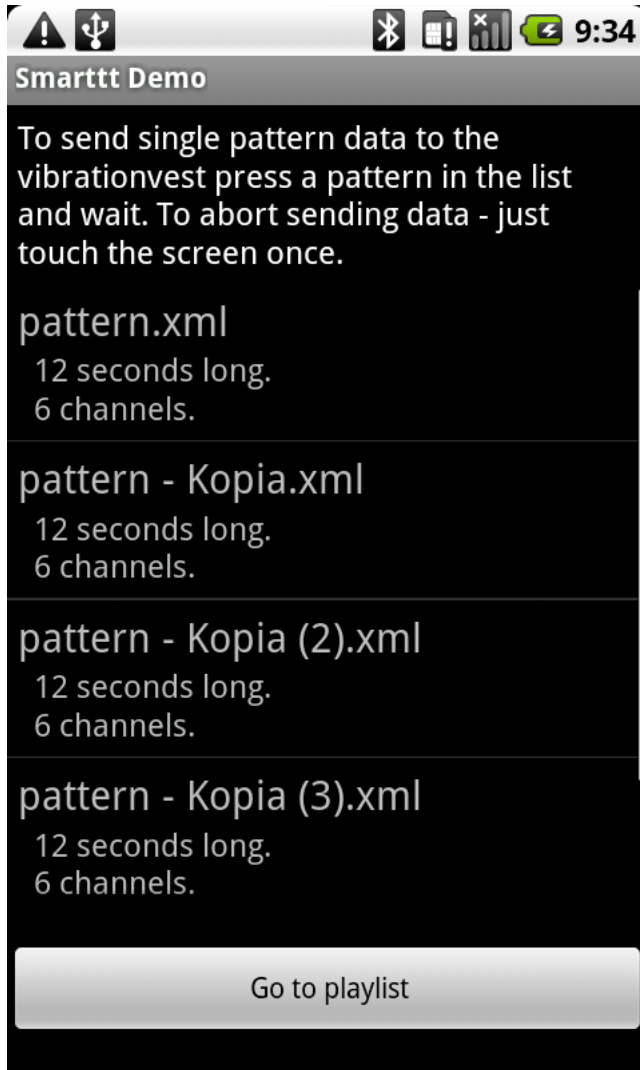 9:34
Smarttt Demo
To send single pattern data to the
vibrationvest press a pattern in the list
and wait. To abort sending data - just
touch the screen once.
pattern.xml
12 seconds long.
6 channels.
pattern - Kopia.xml
12 seconds long.
6 channels.
pattern - Kopia (2).xml
12 seconds long.
6 channels.
pattern - Kopia (3).xml
12 seconds long.
6 channels.
Go to playlist